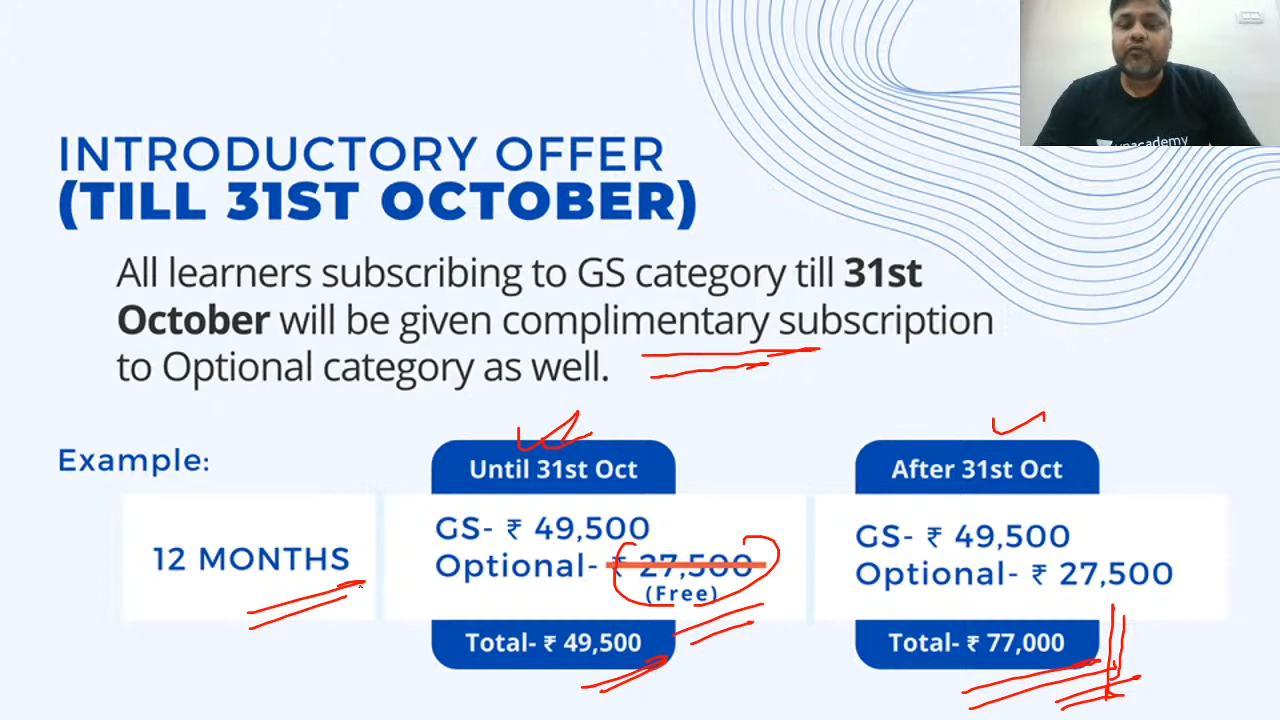 INTRODUCTORY OFFER
(TILL 31ST OCTOBER)
All learners subscribing to GS category till 31st
October will be given complimentary subscription
to Optional category as well.
Example:
Until 31st Oct
After 31st Oct
12 MONTHS
GS- ₹ 49,500
Optional- ₹ 27,500
(Free)
GS- ₹ 49,500
Optional- ₹ 27,500
Total- ₹ 49,500
Total- ₹ 77,000
unacademy